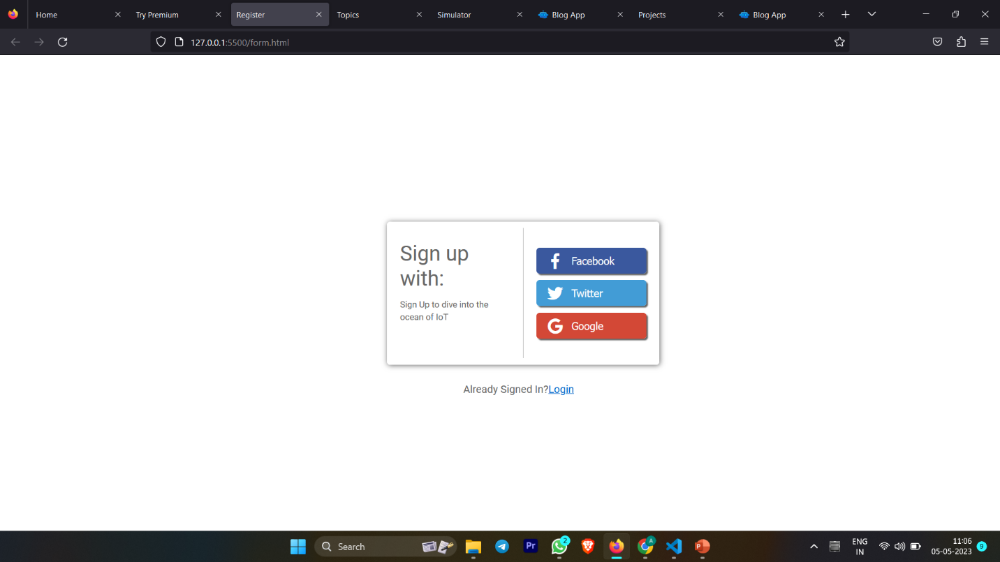 Home
Try Premium
Register
Topics
Simulator
Blog App
Projects
Blog App
127.0.0.1:5500/form.html
Sign up
with:
Sign Up to dive into the
ocean of IoT
Facebook
Twitter
Google
Already Signed In?Login
Search
Pr
2
A
P
ENG
IN
11:06
05-05-2023
9